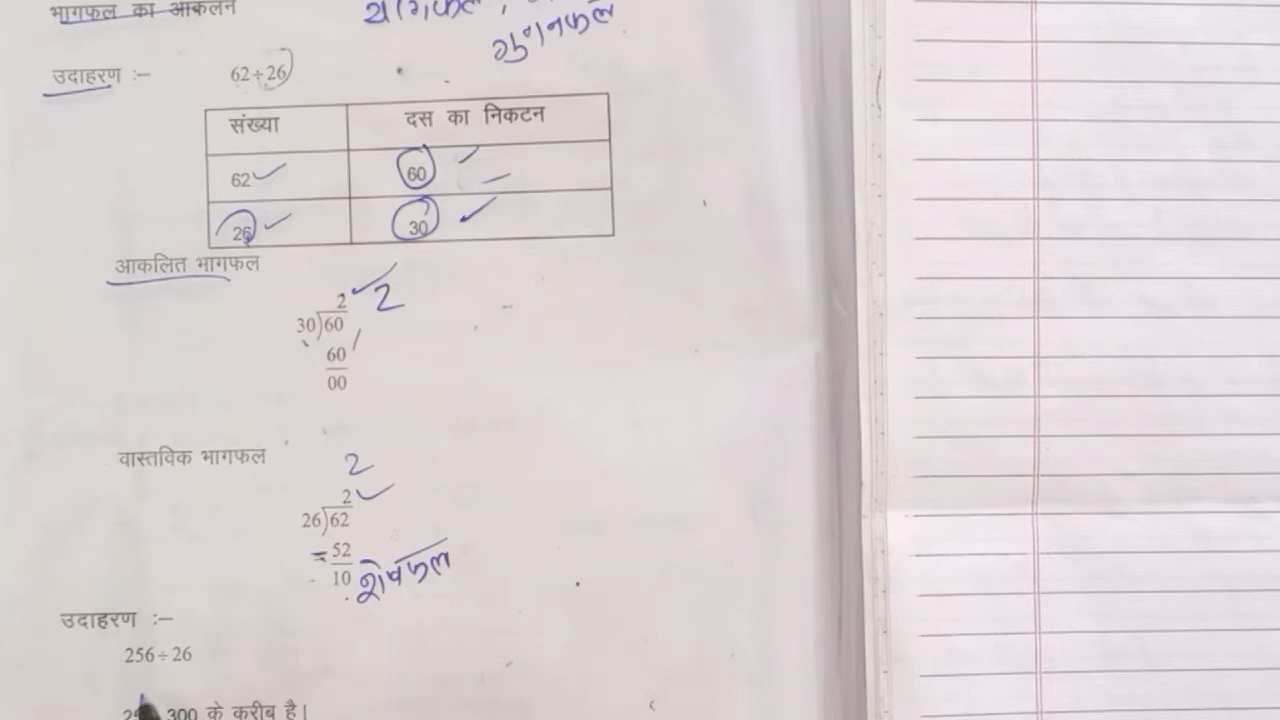 भागफल का आकलन
गुणनफल
उदाहरण :– 62÷26
संख्या दस का निकटन
62 60
26 30
आकलित भागफल
2 2
30)60
60
00
वास्तविक भागफल
2
2
26)62
= 52
10 शेषफल
उदाहरण :–
256÷26
300 के करीब है।